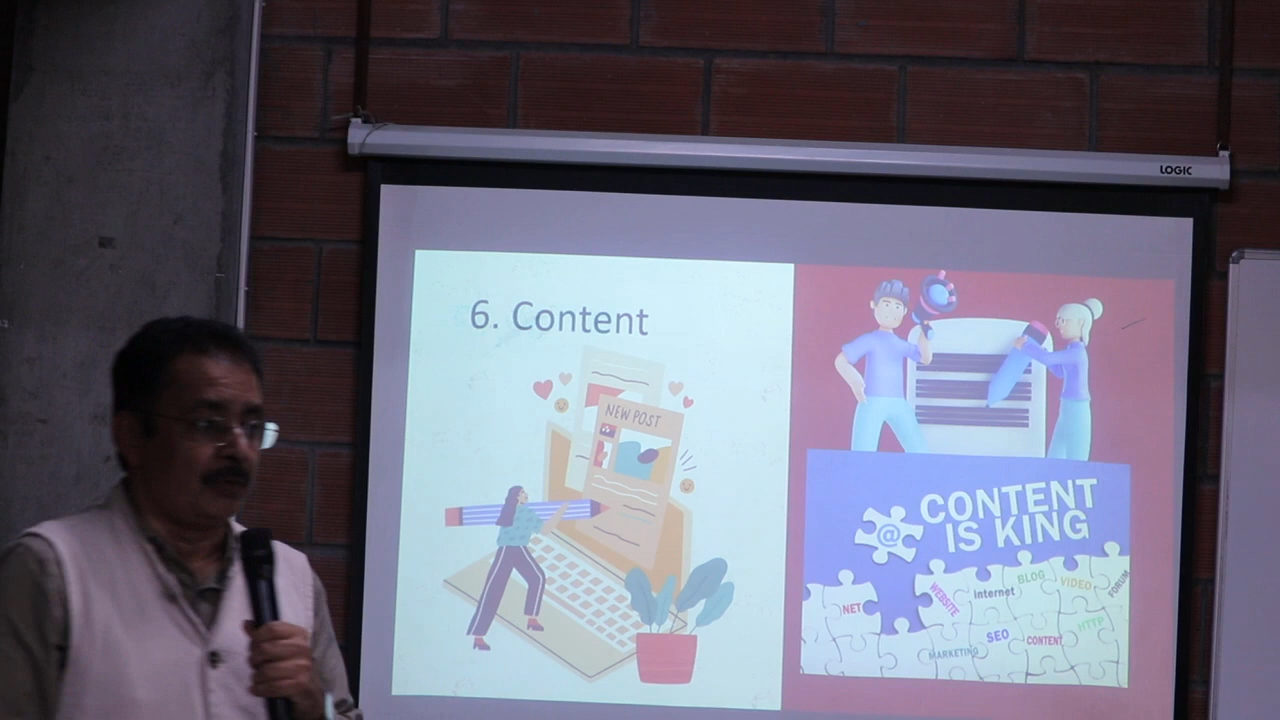 LOGIC
6. Content
NEW POST
CONTENT
IS KING
@
NET
WEBSITE
internet
BLOG
VIDEO
FORUM
MARKETING
SEO
CONTENT
HTTP